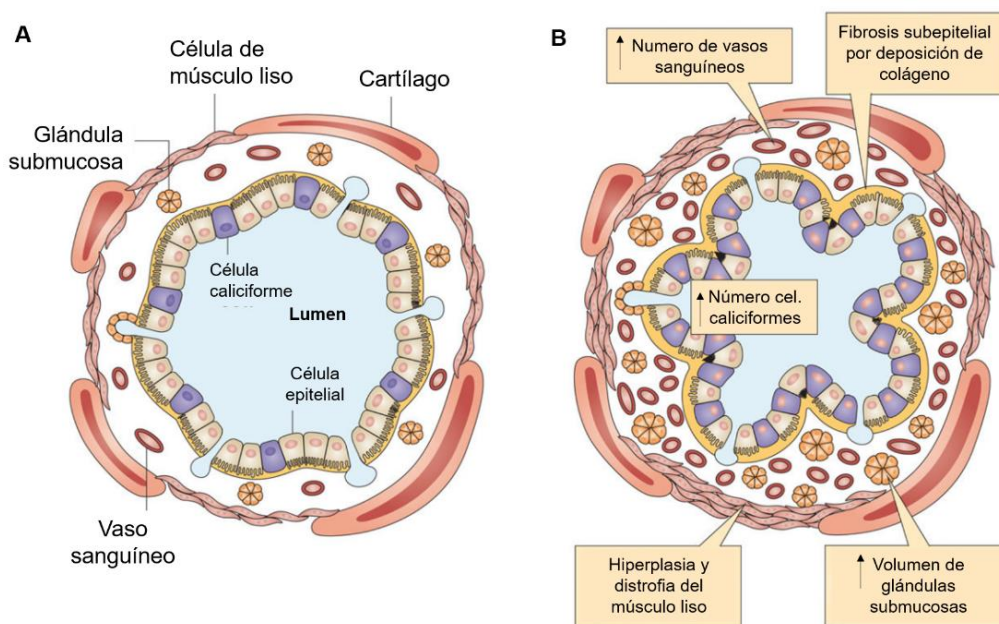 A
Célula de
músculo liso
Cartílago
Glándula
submucosa
Célula
caliciforme
Lumen
Célula
epitelial
Vaso
sanguíneo
B
Numero de vasos
sanguíneos
Fibrosis subepitelial
por deposición de
colágeno
Número cel.
caliciformes
Hiperplasia y
distrofia del
músculo liso
Volumen de
glándulas
submucosas